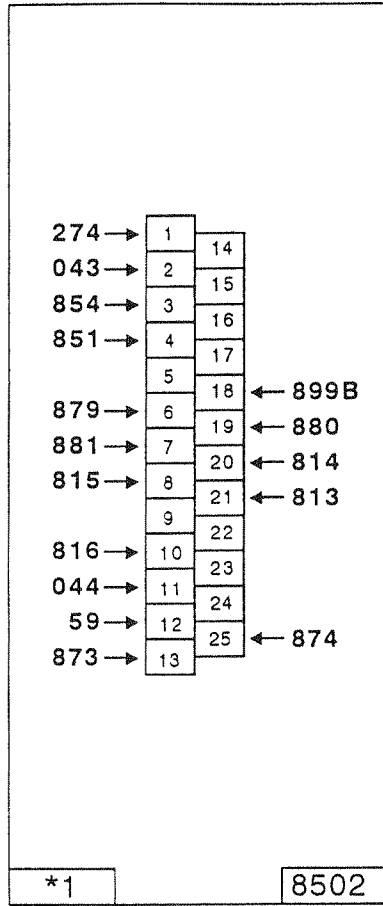 274 → 1
14
043 → 2
15
854 → 3
16
851 → 4
17
5
18 ← 899B
879 → 6
19 ← 880
881 → 7
20 ← 814
815 → 8
21 ← 813
9
22
816 → 10
23
044 → 11
24
59 → 12
25 ← 874
873 → 13
*1
8502